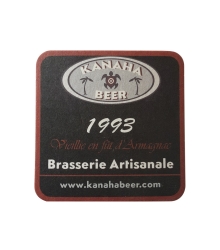 KANAHA
BEER
1993
Vieillie en fût d'Armagnac
Brasserie Artisanale
www.kanahabeer.com